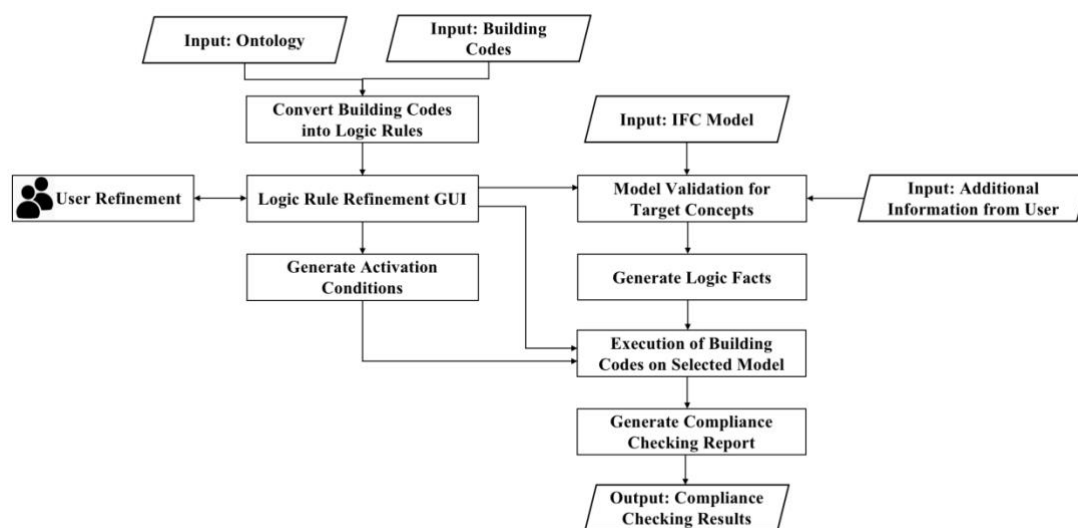 Input: Ontology
Input: Building
Codes
Convert Building Codes
into Logic Rules
Input: IFC Model
User Refinement
Logic Rule Refinement GUI
Model Validation for
Target Concepts
Input: Additional
Information from User
Generate Activation
Conditions
Generate Logic Facts
Execution of Building
Codes on Selected Model
Generate Compliance
Checking Report
Output: Compliance
Checking Results